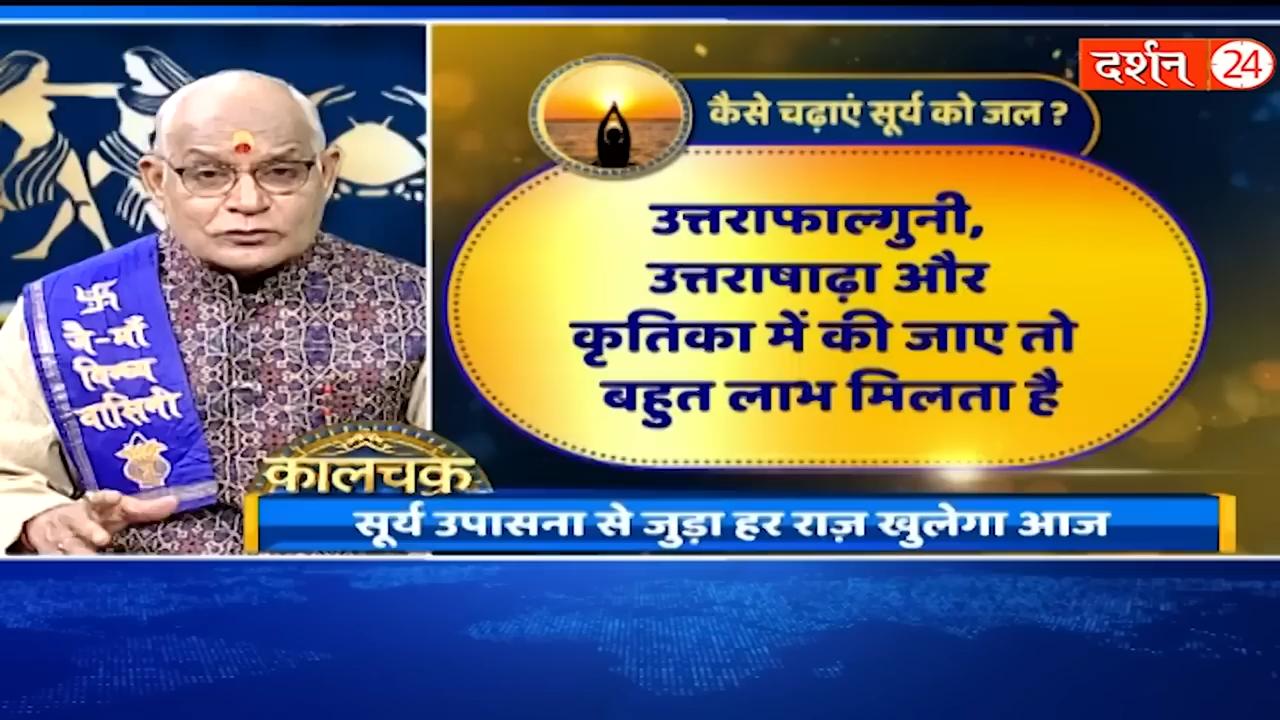 दर्शन 24
कैसे चढ़ाएं सूर्य को जल ?
उत्तराफाल्गुनी,
उत्तराषाढ़ा और
कृतिका में की जाए तो
बहुत लाभ मिलता है
जै-माँ
विन्ध्य
वासिनी
कालचक्र
सूर्य उपासना से जुड़ा हर राज़ खुलेगा आज